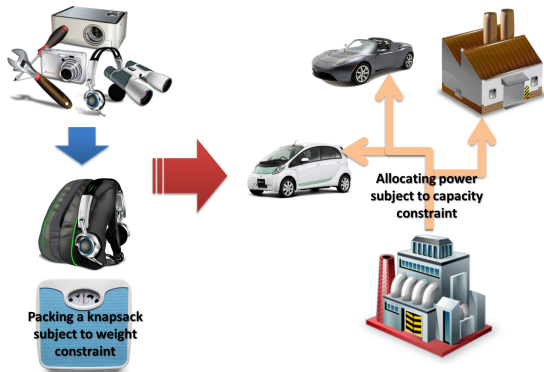 Allocating power
subject to capacity
constraint
Packing a knapsack
subject to weight
constraint